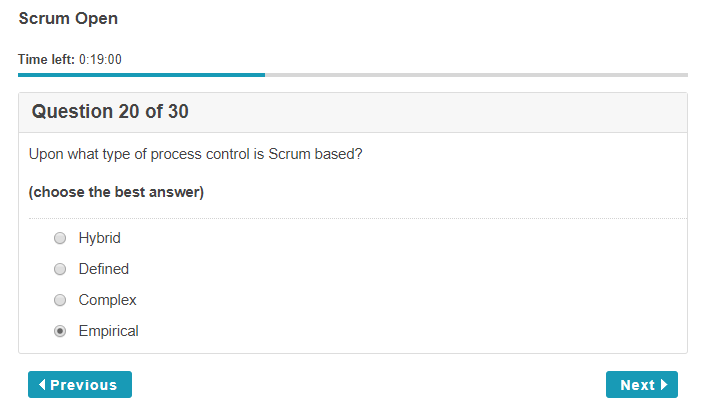 Scrum Open
Time left: 0:19:00
Question 20 of 30
Upon what type of process control is Scrum based?
(choose the best answer)
Hybrid
Defined
Complex
Empirical
Previous
Next